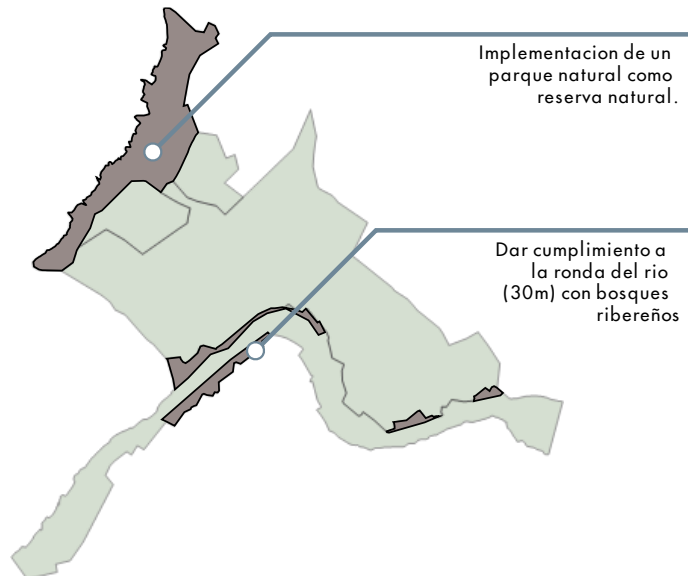 Implementacion de un
parque natural como
reserva natural.
Dar cumplimiento a
la ronda del rio
(30m) con bosques
ribereños